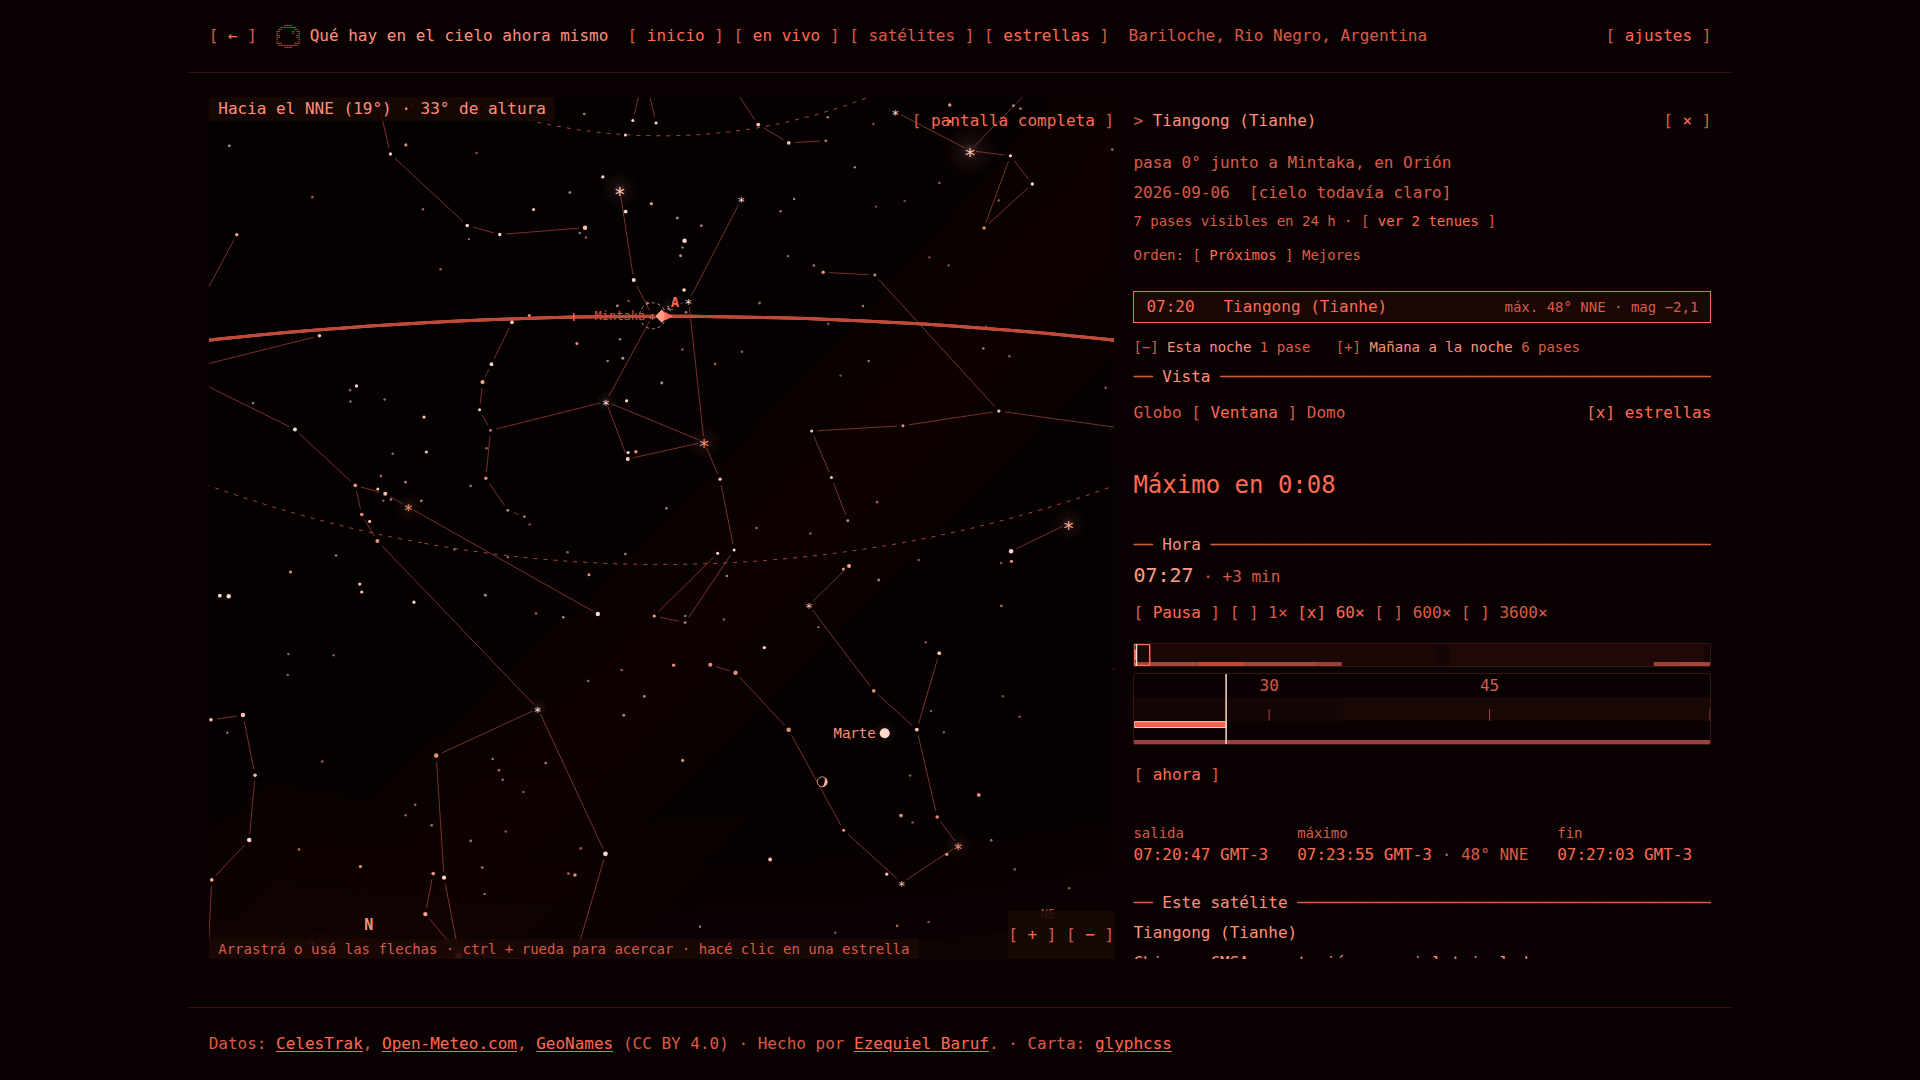 [ ← ] Qué hay en el cielo ahora mismo [ inicio ] [ en vivo ] [ satélites ] [ estrellas ] Bariloche, Rio Negro, Argentina [ ajustes ]
Hacia el NNE (19°) · 33° de altura
[ pantalla completa ]
A
Mintaka
Marte
N
NE
Arrastrá o usá las flechas · ctrl + rueda para acercar · hacé clic en una estrella
[ + ] [ − ]
> Tiangong (Tianhe) [ × ]
pasa 0° junto a Mintaka, en Orión
2026-09-06 [cielo todavía claro]
7 pases visibles en 24 h · [ ver 2 tenues ]
Orden: [ Próximos ] Mejores
07:20 Tiangong (Tianhe) máx. 48° NNE · mag −2,1
[−] Esta noche 1 pase [+] Mañana a la noche 6 pases
Vista
Globo [ Ventana ] Domo [x] estrellas
Máximo en 0:08
Hora
07:27 · +3 min
[ Pausa ] [ ] 1× [x] 60× [ ] 600× [ ] 3600×
30 45
[ ahora ]
salida máximo fin
07:20:47 GMT-3 07:23:55 GMT-3 · 48° NNE 07:27:03 GMT-3
Este satélite
Tiangong (Tianhe)
Datos: CelesTrak, Open-Meteo.com, GeoNames (CC BY 4.0) · Hecho por Ezequiel Baruf. · Carta: glyphcss